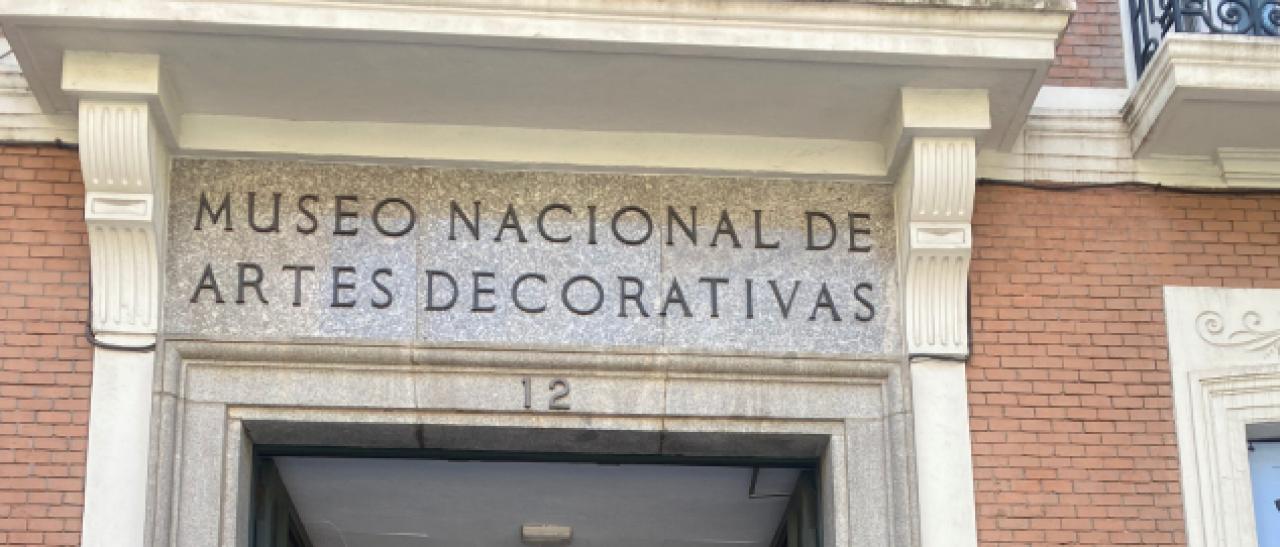 MUSEO NACIONAL DE
ARTES DECORATIVAS
12